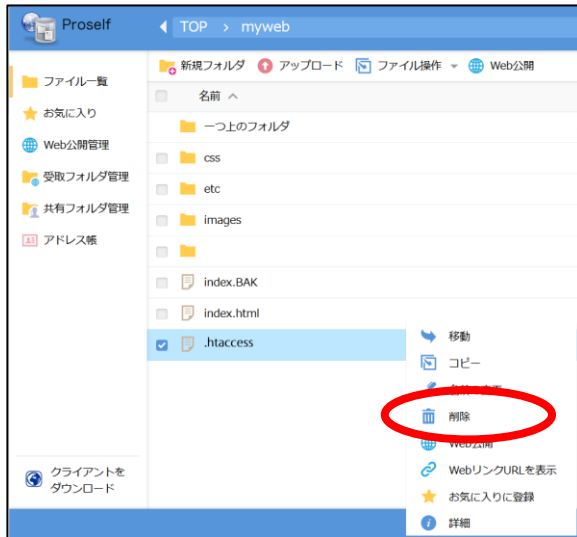 Proself
TOP > myweb
新規フォルダ アップロード ファイル操作 Web公開
ファイル一覧
お気に入り
Web公開管理
受取フォルダ管理
共有フォルダ管理
アドレス帳
クライアントを
ダウンロード
名前
一つ上のフォルダ
css
etc
images
index.BAK
index.html
.htaccess
移動
コピー
削除
Web公開
WebリンクURLを表示
お気に入りに登録
詳細